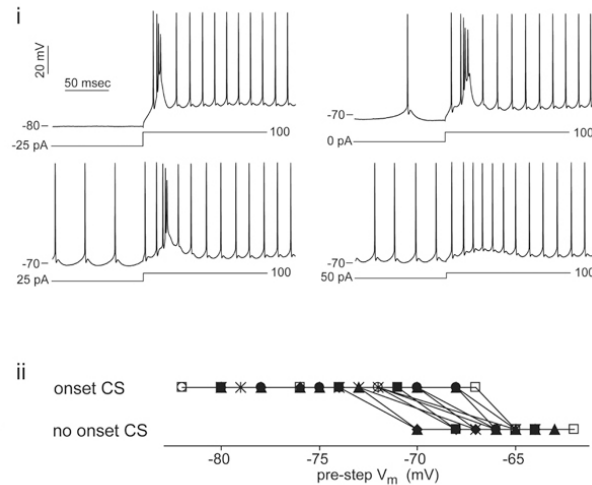 i
20 mV
50 msec
-80
-25 pA
100
-70
0 pA
100
-70
25 pA
100
-70
50 pA
100
ii
onset CS
no onset CS
-80 -75 -70 -65
pre-step Vm (mV)